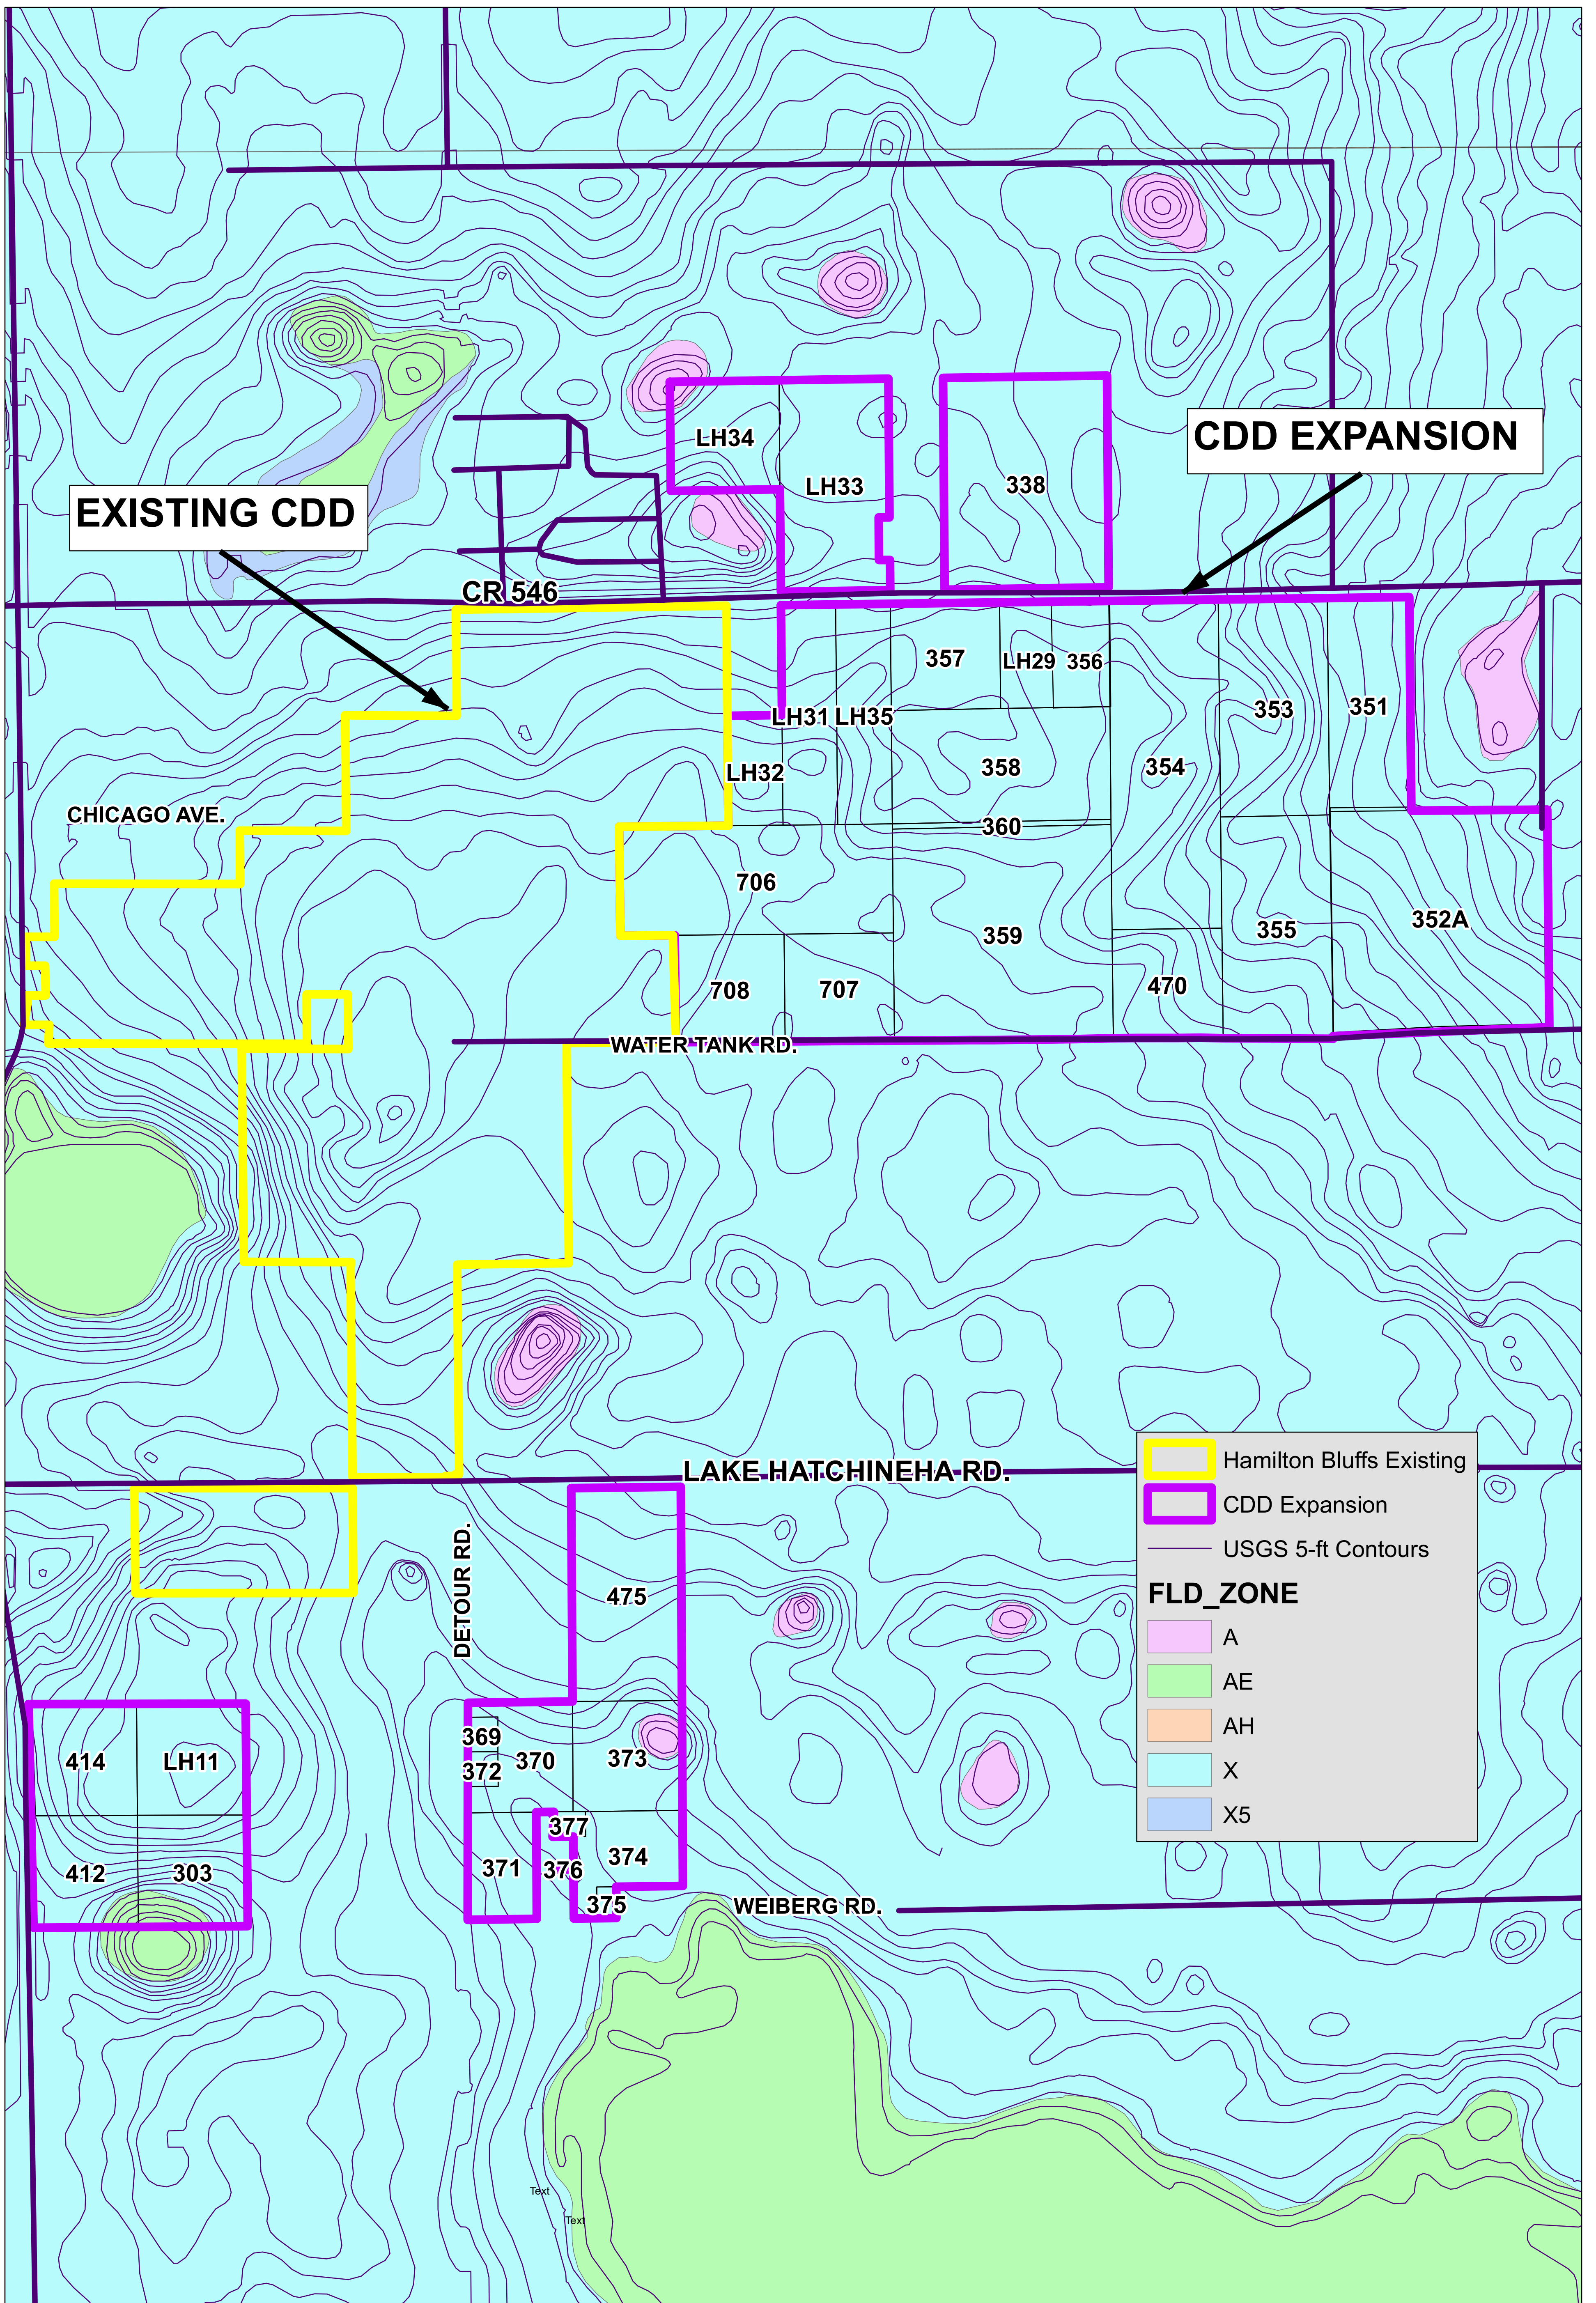 CDD EXPANSION
LH34
LH33
338
EXISTING CDD
CR 546
357
LH29
356
353
351
LH31
LH35
LH32
358
354
CHICAGO AVE.
360
706
352A
355
359
470
708
707
WATER TANK RD.
LAKE HATCHINEHA RD.
Hamilton Bluffs Existing
CDD Expansion
USGS 5-ft Contours
FLD_ZONE
A
AE
AH
X
X5
DETOUR RD.
475
369
370
373
372
414
LH11
377
374
371
376
412
303
375
WEIBERG RD.
Text
Text